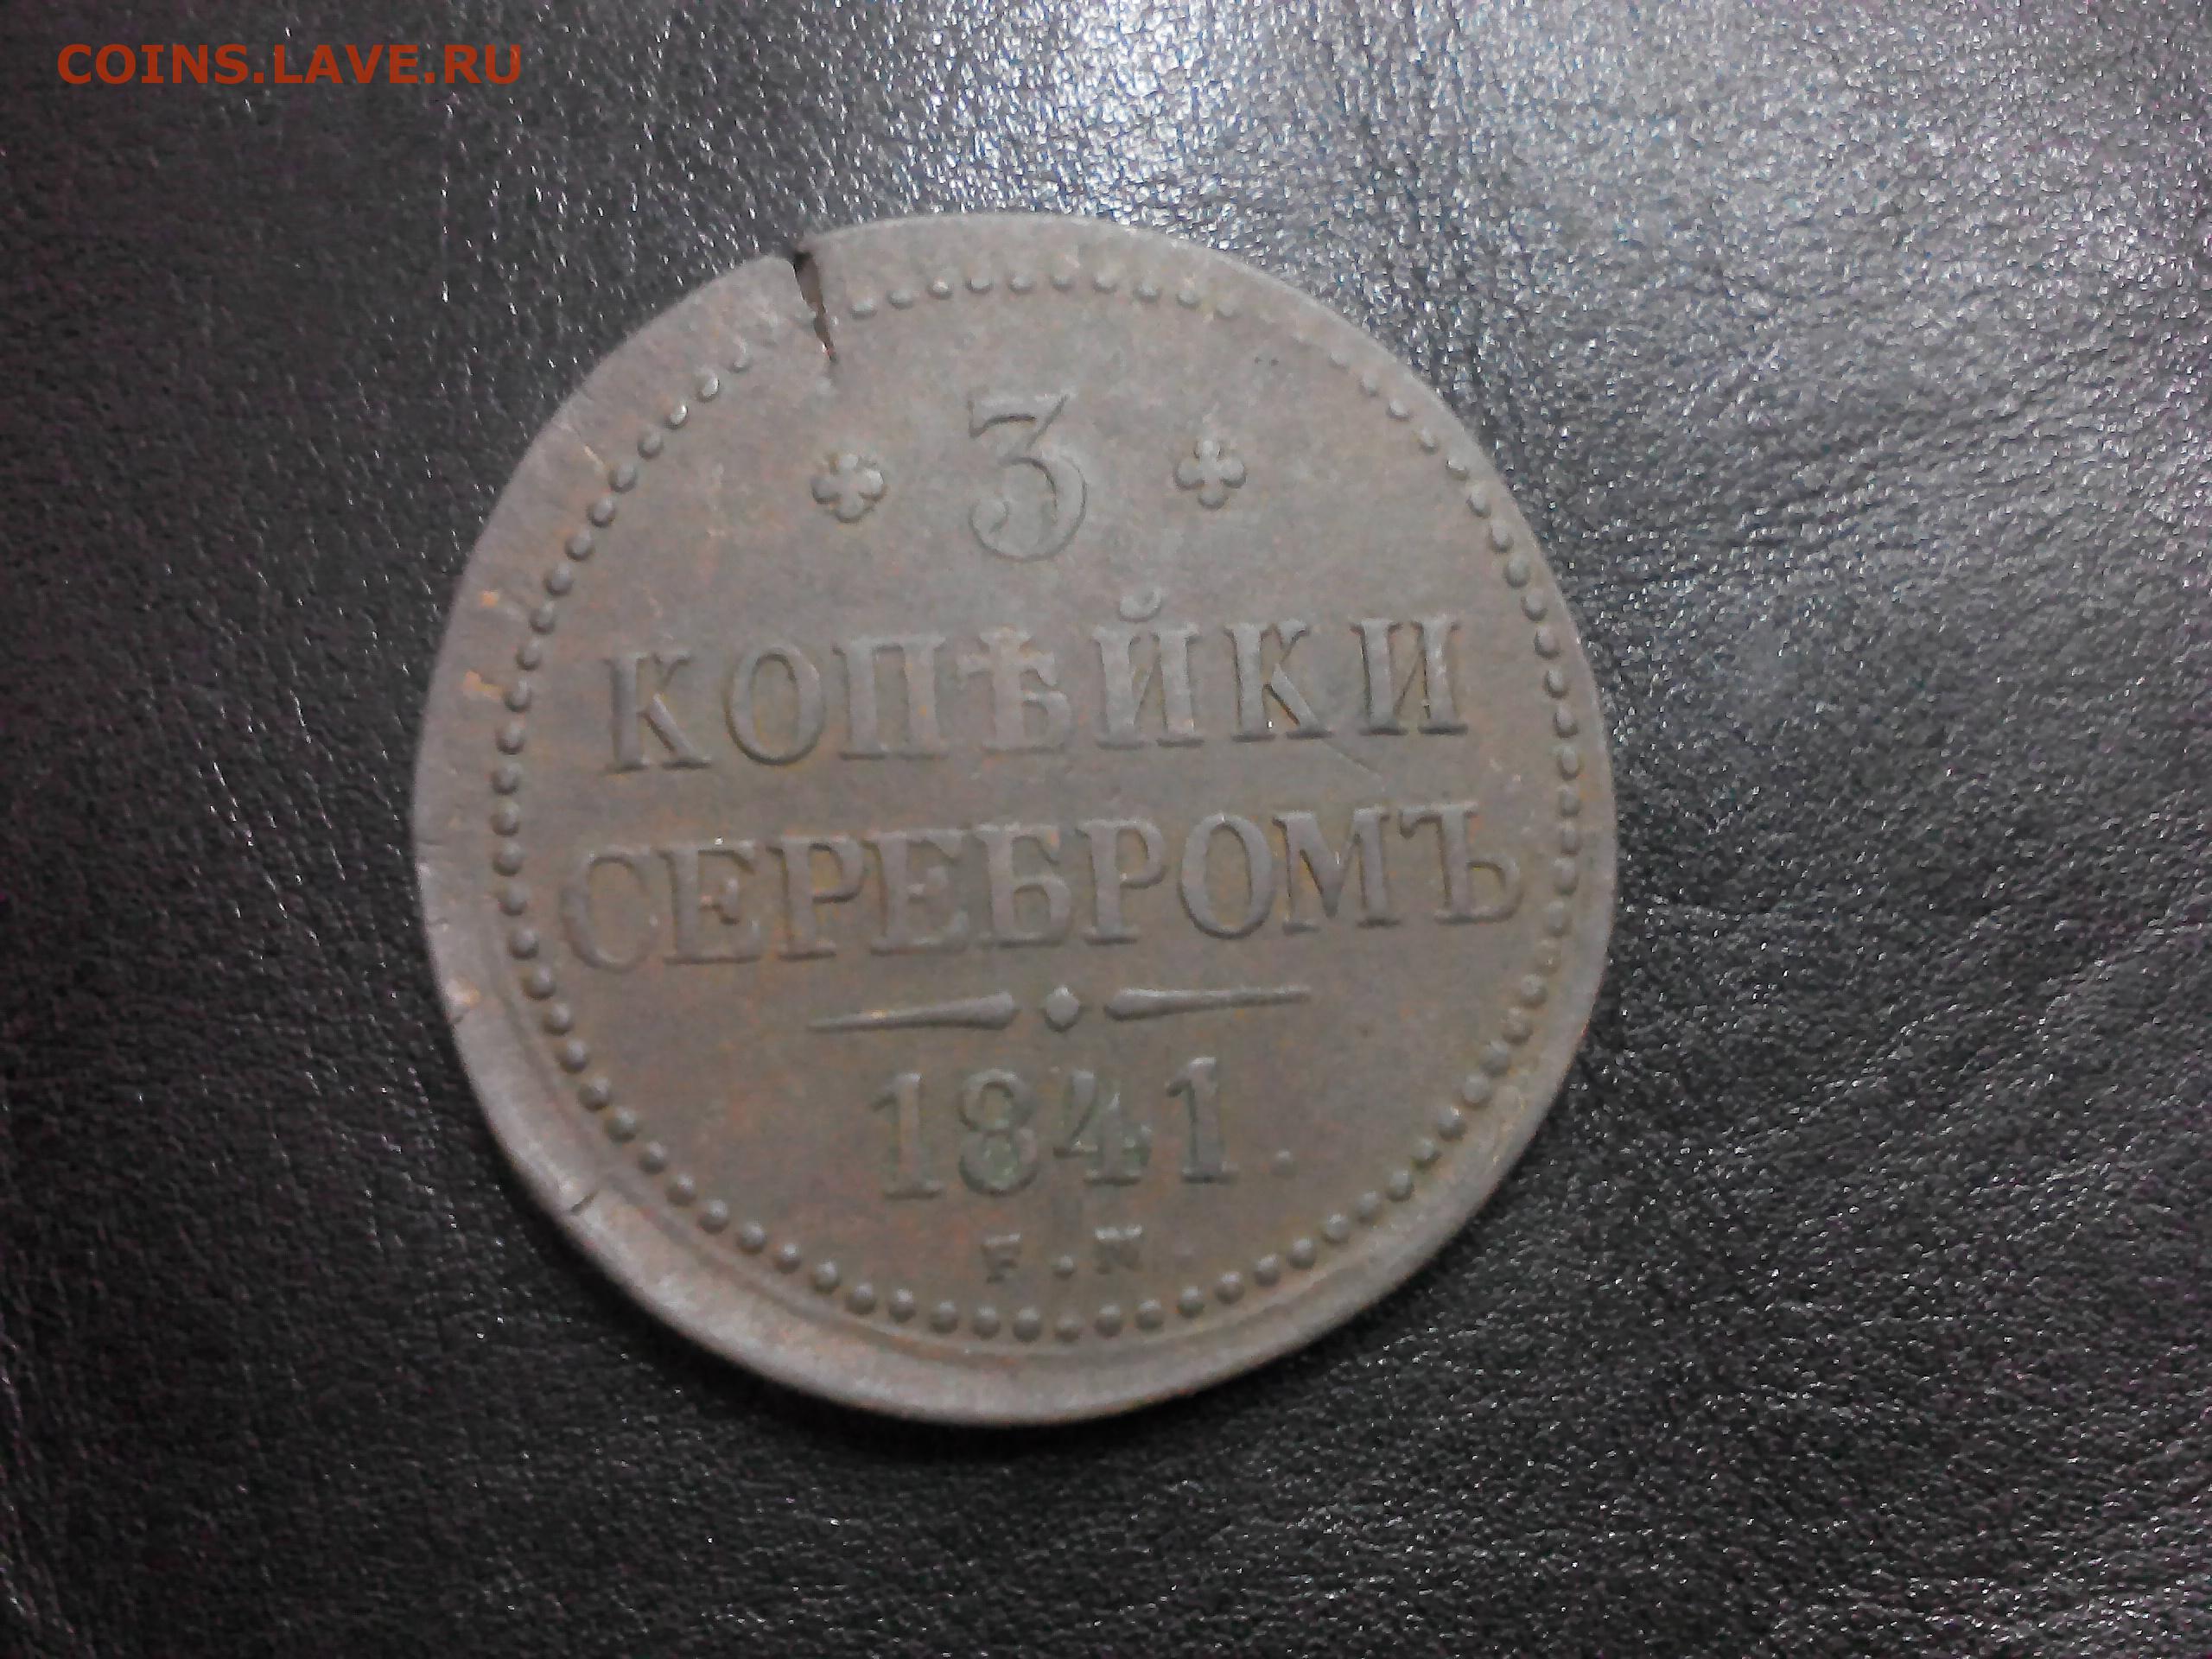 COINS.LAVE.RU
3
КОПѢЙКИ
СЕРЕБРОМЪ
1841.